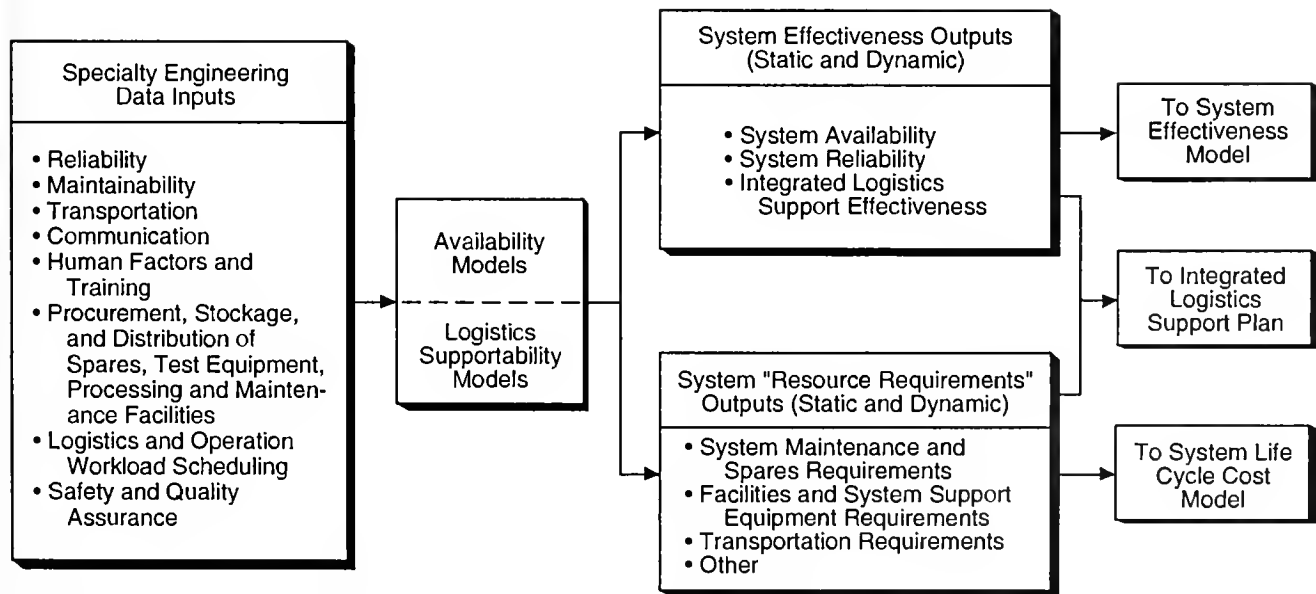 Specialty Engineering
Data Inputs
• Reliability
• Maintainability
• Transportation
• Communication
• Human Factors and
Training
• Procurement, Stockage,
and Distribution of
Spares, Test Equipment,
Processing and Mainten-
ance Facilities
• Logistics and Operation
Workload Scheduling
• Safety and Quality
Assurance
Availability
Models
Logistics
Supportability
Models
System Effectiveness Outputs
(Static and Dynamic)
• System Availability
• System Reliability
• Integrated Logistics
Support Effectiveness
System "Resource Requirements"
Outputs (Static and Dynamic)
• System Maintenance and
Spares Requirements
• Facilities and System Support
Equipment Requirements
• Transportation Requirements
• Other
To System
Effectiveness
Model
To Integrated
Logistics
Support Plan
To System Life
Cycle Cost
Model